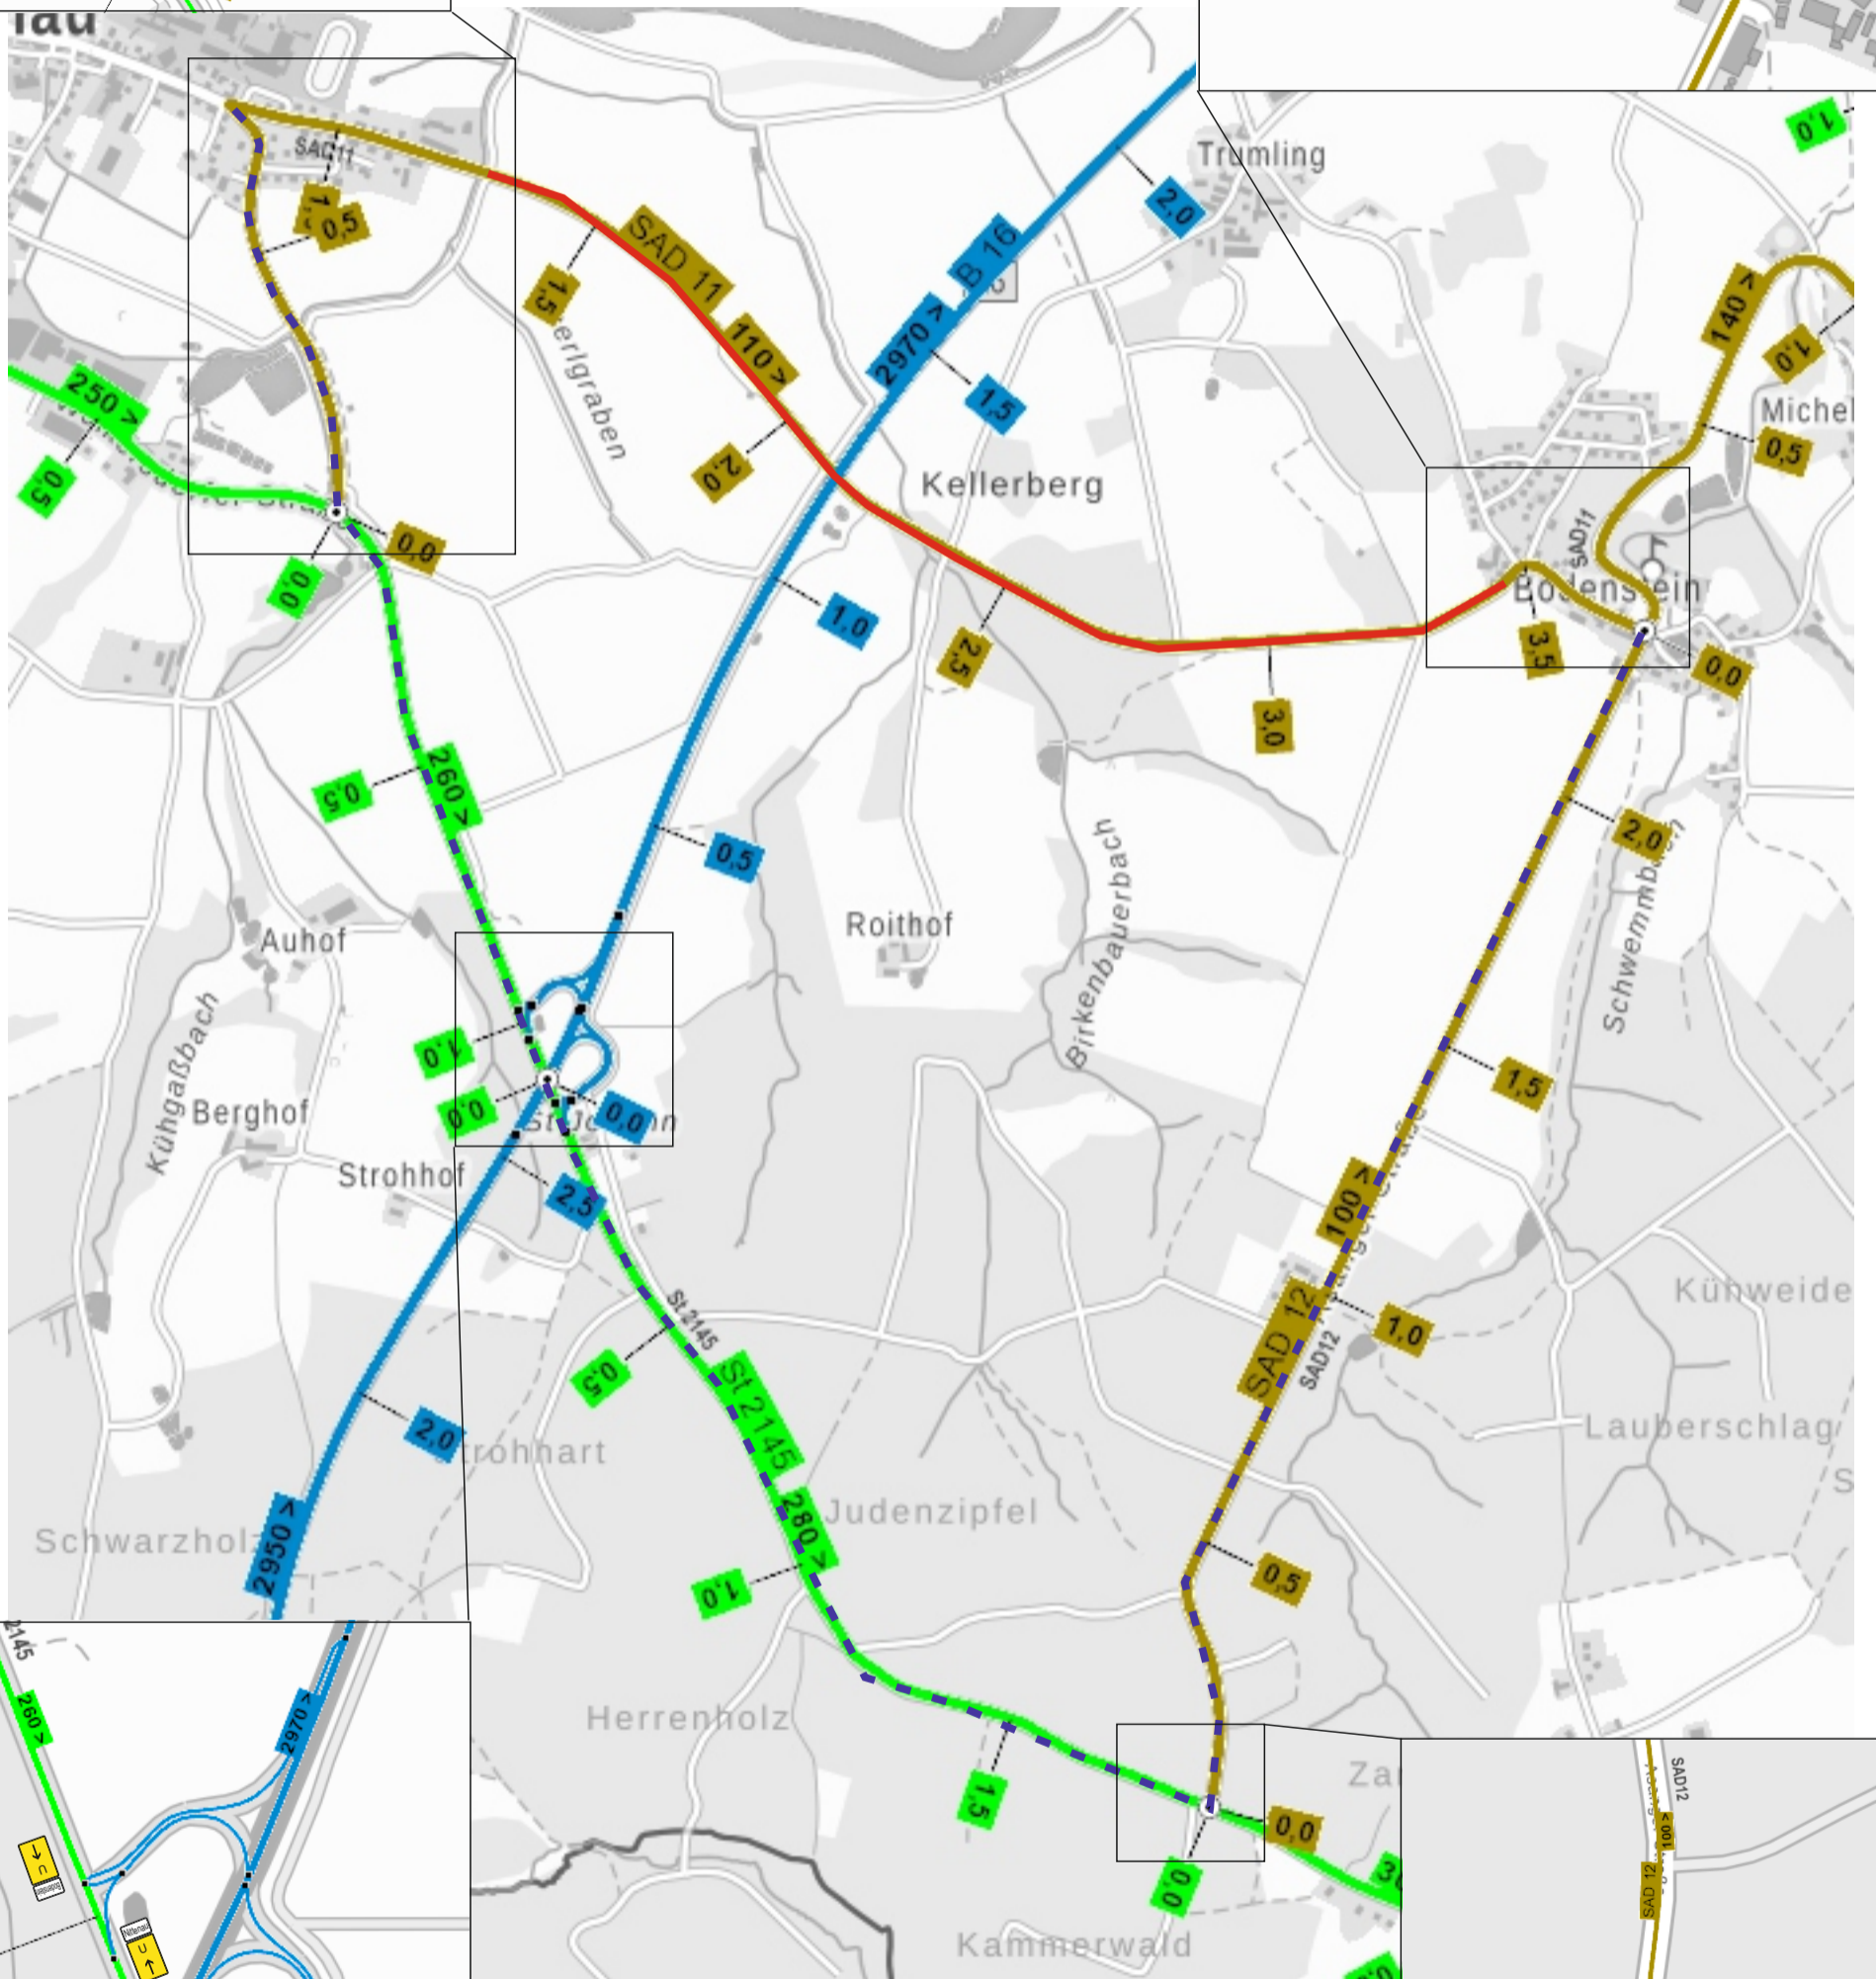 SAD11
0,5
1,5
SAD 11
110 >
2,0
B 16
2970 >
2,0
1,5
1,0
0,5
Trumling
1,0
140 >
1,0
0,5
Michel
250 <
0,5
0,0
0,0
erlgraben
Kellerberg
2,5
3,0
SAD11
Bodenstein
3,5
0,0
260 >
0,5
Auhof
Roithof
Birkenbauerbach
2,0
Schwemmbach
1,5
Kühgaßbach
Berghof
1,0
0,0
0,0
Strohhof
2,5
St 2145
0,5
St 2145
280 >
100 >
SAD 12
SAD12
1,0
Kühweide
Lauberschlag
2,0
2950 >
Schwarzholz
Judenzipfel
1,0
0,5
Herrenholz
1,5
0,0
0,0
Kammerwald
2145
260 >
2970 >
Bodenstein
Nittenau
U
SAD12
100 >
SAD 12